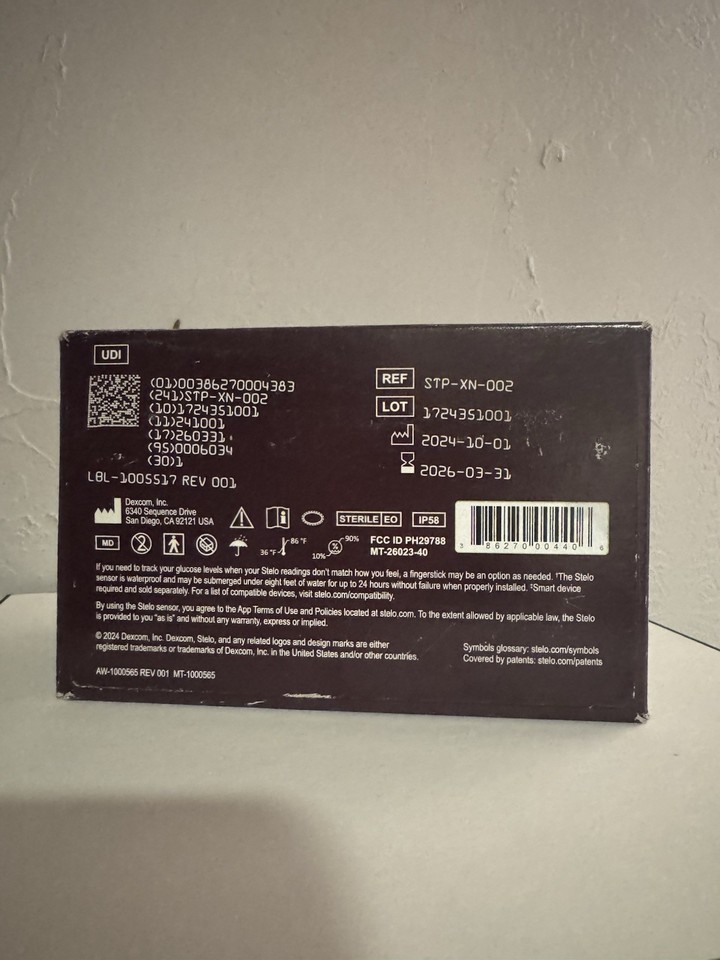 UDI
(01)00386270004383
(241)STP-XN-002
(10)1724351001
(11)241001
(17)260331
(95)0006034
(30)1
LBL-1005517 REV 001
REF STP-XN-002
LOT 1724351001
2024-10-01
2026-03-31
Dexcom, Inc.
6340 Sequence Drive
San Diego, CA 92121 USA
STERILE EO
IP58
3 86270 00440 6
MD
2
36 °F
86 °F
10%
90%
FCC ID PH29788
MT-26023-40
If you need to track your glucose levels when your Stelo readings don't match how you feel, a fingerstick may be an option as needed. ¹The Stelo
sensor is waterproof and may be submerged under eight feet of water for up to 24 hours without failure when properly installed. ²Smart device
required and sold separately. For a list of compatible devices, visit stelo.com/compatibility.
By using the Stelo sensor, you agree to the App Terms of Use and Policies located at stelo.com. To the extent allowed by applicable law, the Stelo
is provided to you "as is" and without any warranty, express or implied.
© 2024 Dexcom, Inc. Dexcom, Stelo, and any related logos and design marks are either
registered trademarks or trademarks of Dexcom, Inc. in the United States and/or other countries.
Symbols glossary: stelo.com/symbols
Covered by patents: stelo.com/patents
AW-1000565 REV 001 MT-1000565